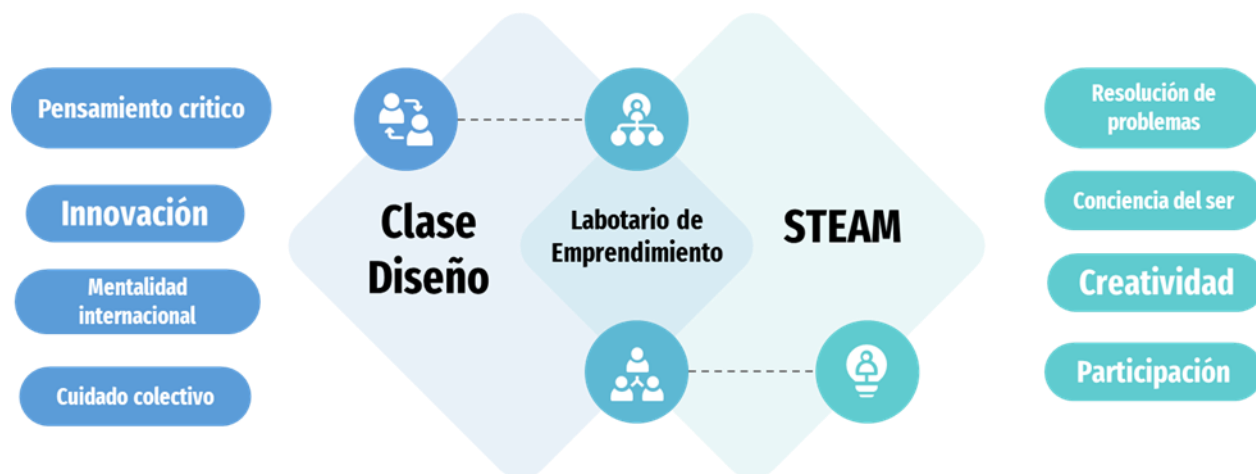 Pensamiento critico
Innovación
Mentalidad
internacional
Cuidado colectivo
Clase
Diseño
Labotario de
Emprendimiento
STEAM
Resolución de
problemas
Conciencia del ser
Creatividad
Participación